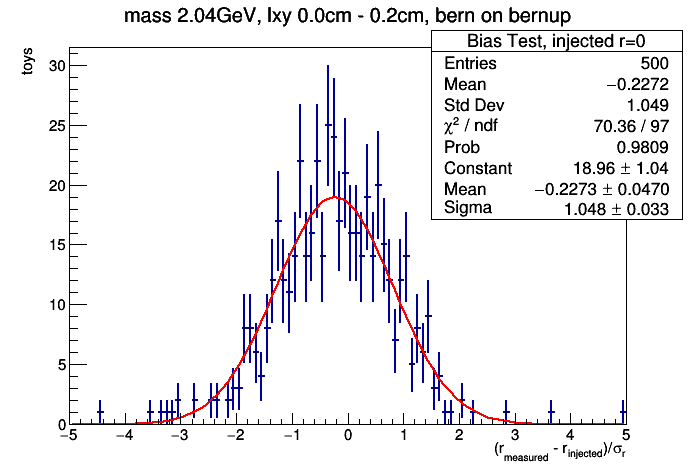 mass 2.04GeV, lxy 0.0cm - 0.2cm, bern on bernup
Bias Test, injected r=0
Entries 500
Mean −0.2272
Std Dev 1.049
χ² / ndf 70.36 / 97
Prob 0.9809
Constant 18.96 ± 1.04
Mean −0.2273 ± 0.0470
Sigma 1.048 ± 0.033
toys
30
25
20
15
10
5
0
−5 −4 −3 −2 −1 0 1 2 3 4 5
(r_measured - r_injected)/σ_r